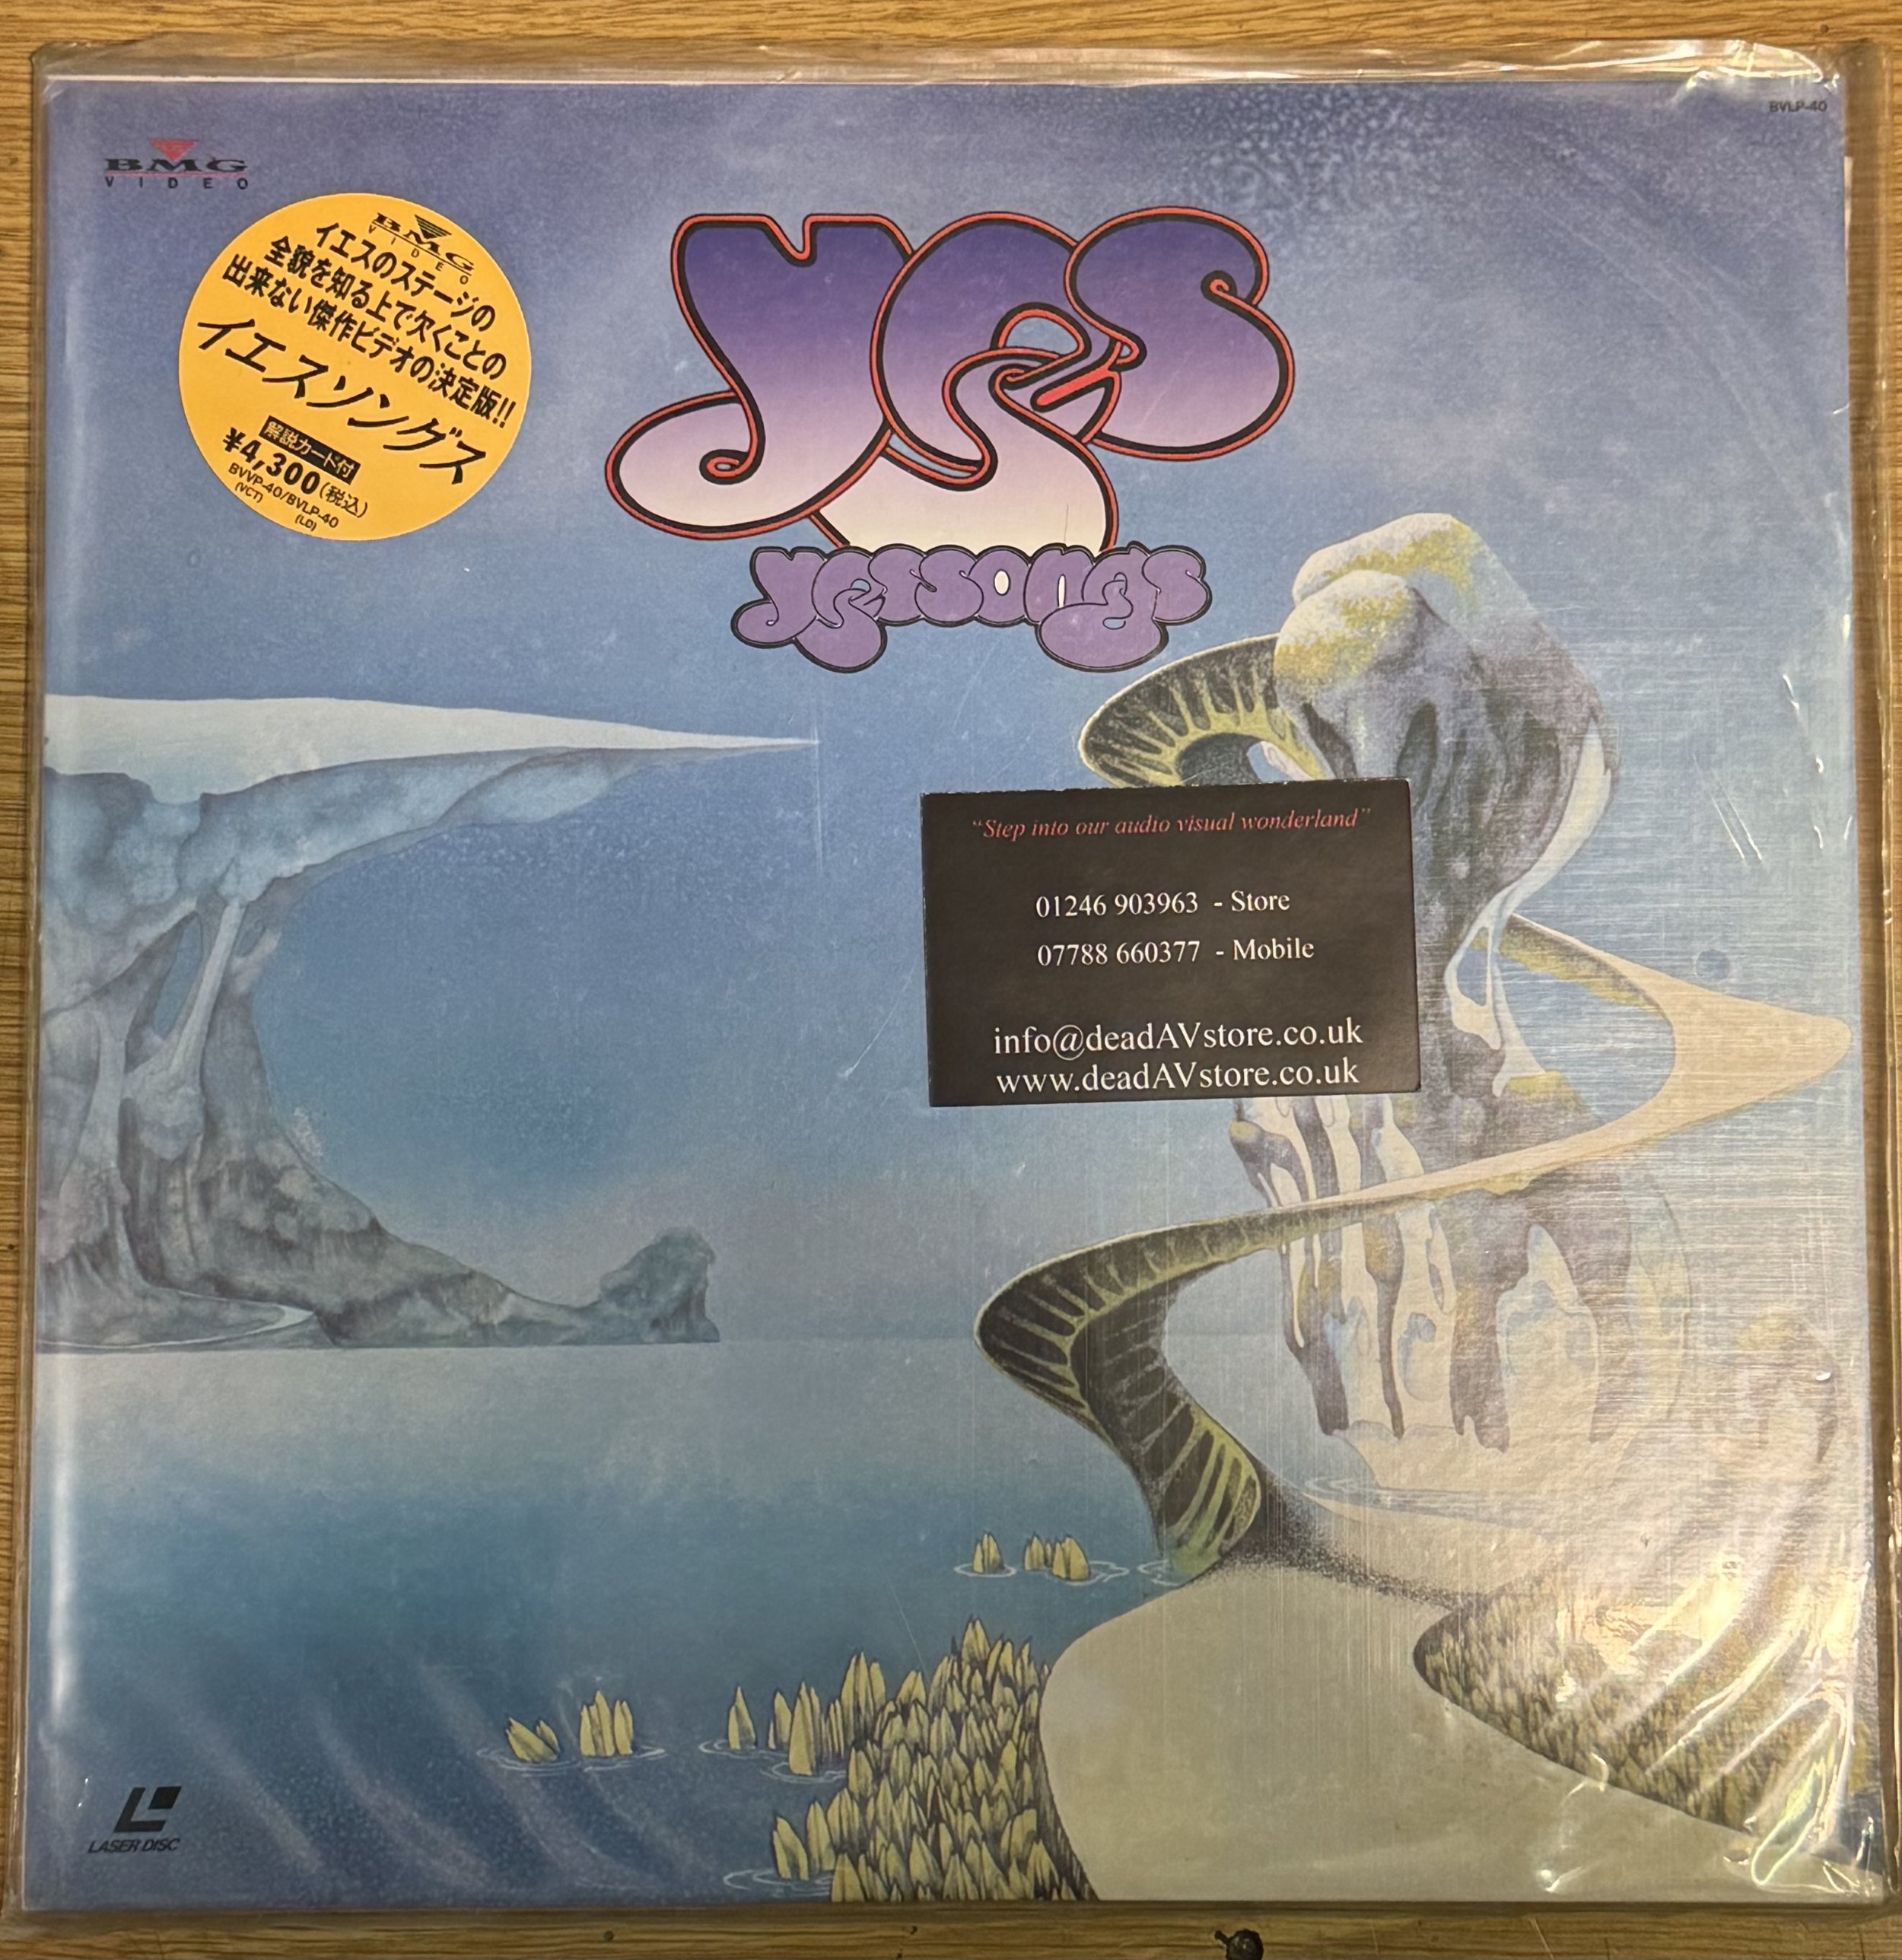 BVLP-40
BMG
VIDEO
BMG
VIDEO
イエスのステージの
全貌を知る上で欠くことの
出来ない傑作ビデオの決定版!!
イエスソングス
解説カード付
¥4,300(税込)
BVVP-40/BVLP-40
(VCT)
(LD)
yes
yessongs
“Step into our audio visual wonderland”
01246 903963 - Store
07788 660377 - Mobile
info@deadAVstore.co.uk
www.deadAVstore.co.uk
LASER DISC